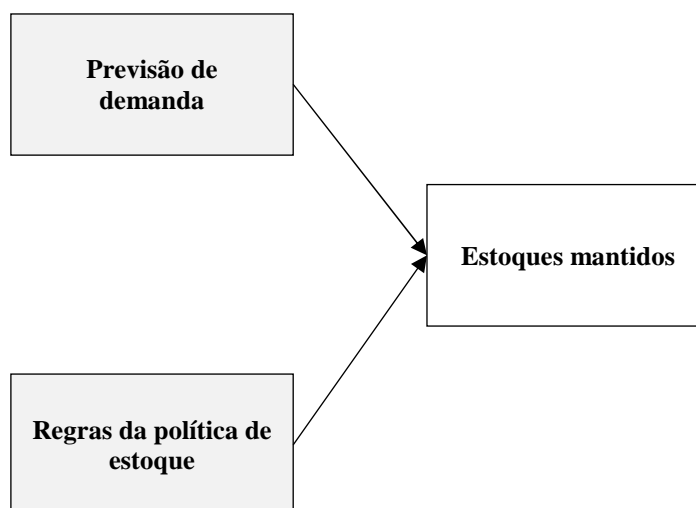 Previsão de
demanda
Estoques mantidos
Regras da política de
estoque